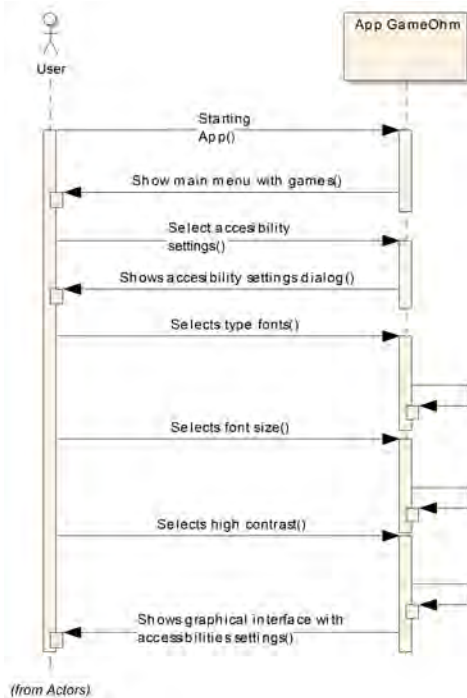 App GameOhm
User
Starting
App()
Show main menu with games()
Select accesibility
settings()
Shows accesibility settings dialog()
Selects type fonts()
Selects font size()
Selects high contrast()
Shows graphical interface with
accessbilities settings()
(from Actors)